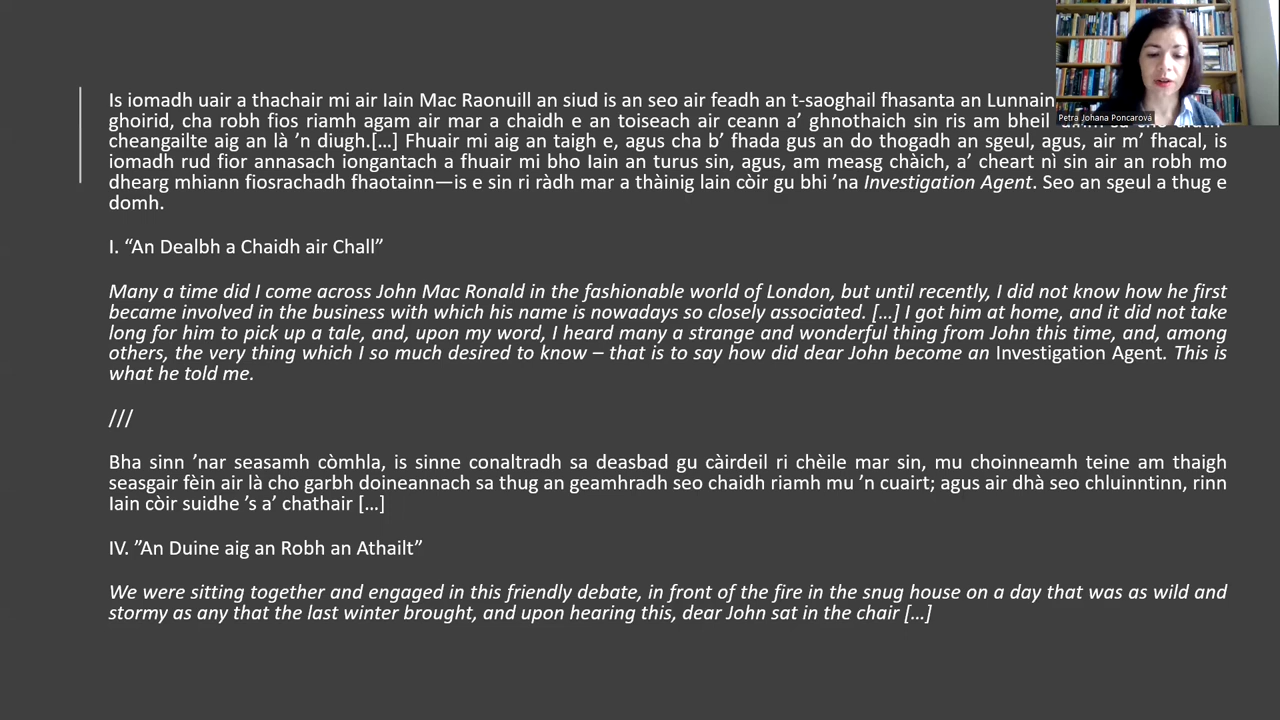 Is iomadh uair a thachair mi air Iain Mac Raonuill an siud is an seo air feadh an t-saoghail fhasanta an Lunnain
Petra Johana Poncarová
ghoirid, cha robh fios riamh agam air mar a chaidh e an toiseach air ceann a’ ghnothaich sin ris am bheil
cheangailte aig an là ’n diugh.[…] Fhuair mi aig an taigh e, agus cha b’ fhada gus an do thogadh an sgeul, agus, air m’ fhacal, is
iomadh rud fior annasach iongantach a fhuair mi bho Iain an turus sin, agus, am measg chàich, a’ cheart nì sin air an robh mo
dhearg mhiann fiosrachadh fhaotainn—is e sin ri ràdh mar a thàinig Iain còir gu bhi ’na Investigation Agent. Seo an sgeul a thug e
domh.
I. “An Dealbh a Chaidh air Chall”
Many a time did I come across John Mac Ronald in the fashionable world of London, but until recently, I did not know how he first
became involved in the business with which his name is nowadays so closely associated. […] I got him at home, and it did not take
long for him to pick up a tale, and, upon my word, I heard many a strange and wonderful thing from John this time, and, among
others, the very thing which I so much desired to know – that is to say how did dear John become an Investigation Agent. This is
what he told me.
///
Bha sinn ’nar seasamh còmhla, is sinne conaltradh sa deasbad gu càirdeil ri chèile mar sin, mu choinneamh teine am thaigh
seasgair fèin air là cho garbh doineannach sa thug an geamhradh seo chaidh riamh mu ’n cuairt; agus air dhà seo chluinntinn, rinn
Iain còir suidhe ’s a’ chathair […]
IV. ”An Duine aig an Robh an Athailt”
We were sitting together and engaged in this friendly debate, in front of the fire in the snug house on a day that was as wild and
stormy as any that the last winter brought, and upon hearing this, dear John sat in the chair […]